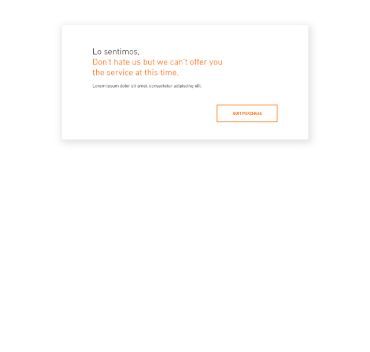 Lo sentimos,
Don't hate us but we can't offer you
the service at this time.
Lorem ipsum dolor sit amet, consectetur adipiscing elit.